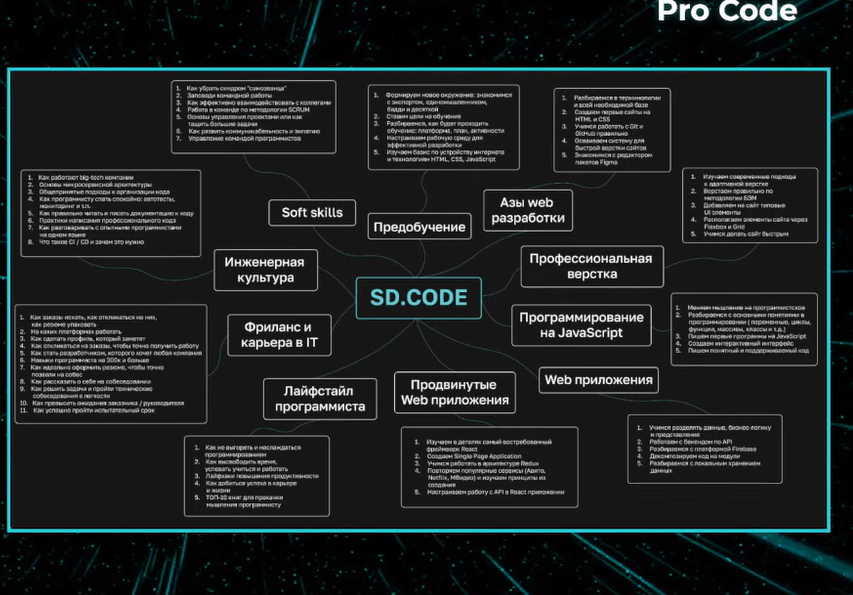 Pro Code
1. Как убрать синдром "самозванца"
2. Заповеди командной работы
3. Как эффективно взаимодействовать с коллегами
4. Работа в команде по методологии SCRUM
5. Основы управления проектами или как
тащить большие задачи
6. Как развить коммуникабельность и эмпатию
7. Управление командой программистов
1. Формируем новое окружение: знакомимся
с экспертом, единомышленником,
бадди и десяткой
2. Ставим цели на обучение
3. Разбираемся, как будет проходить
обучение: платформа, план, активности
4. Настраиваем рабочую среду для
эффективной разработки
5. Изучаем базис по устройству интернета
и технологиям HTML, CSS, JavaScript
1. Разбираемся в терминологии
и всей необходимой базе
2. Создаем первые сайты на
HTML и CSS
3. Учимся работать с Git и
GitHub правильно
4. Осваиваем систему для
быстрой верстки сайтов
5. Знакомимся с редактором
пакетов Figma
1. Как работают big-tech компании
2. Основы микросервисной архитектуры
3. Общепринятые подходы к организации кода
4. Как программисту спать спокойно: автотесты,
мониторинг и т.п.
5. Как правильно читать и писать документацию к коду
6. Практики написания профессионального кода
7. Как разговаривать с опытными программистами
на одном языке
8. Что такое CI / CD и зачем это нужно
1. Изучаем современные подходы
к адаптивной верстке
2. Верстаем правильно по
методологии БЭМ
3. Добавляем на сайт типовые
UI элементы
4. Располагаем элементы сайта через
Flexbox и Grid
5. Учимся делать сайт быстрым
Soft skills
Предобучение
Азы web
разработки
Инженерная
культура
Профессиональная
верстка
SD.CODE
Фриланс и
карьера в IT
Программирование
на JavaScript
1. Как заказы искать, как откликаться на них,
как резюме упаковать
2. На каких платформах работать
3. Как сделать профиль, который заметят
4. Как откликаться на заказы, чтобы точно получить работу
5. Как стать разработчиком, которого хочет любая компания
6. Навыки программиста на 300к и больше
7. Как идеально оформить резюме, чтобы точно
позвали на собес
8. Как рассказать о себе на собеседовании
9. Как решить задачи и пройти технические
собеседования в легкости
10. Как превысить ожидания заказчика / руководителя
11. Как успешно пройти испытательный срок
1. Меняем мышление на программистское
2. Разбираемся с основными понятиями в
программировании ( переменные, циклы,
функции, массивы, классы и т.д.)
3. Пишем первые программы на JavaScript
4. Создаем интерактивный интерфейс
5. Пишем понятный и поддерживаемый код
Лайфстайл
программиста
Продвинутые
Web приложения
Web приложения
1. Как не выгореть и наслаждаться
программированием
2. Как высвободить время,
успевать учиться и работать
3. Лайфхаки повышения продуктивности
4. Как добиться успеха в карьере
и жизни
5. ТОП-10 книг для прокачки
мышления программисту
1. Изучаем в деталях самый востребованный
фреймворк React
2. Создаем Single Page Application
3. Учимся работать в архитектуре Redux
4. Повторяем популярные сервисы (Авито,
Netflix, МВидео) и изучаем принципы их
создания
5. Настраиваем работу с API в React приложении
1. Учимся разделять данные, бизнес-логику
и представление
2. Работаем с бекендом по API
3. Разбираемся с платформой Firebase
4. Декомпозируем код на модули
5. Разбираемся с локальным хранением
данных